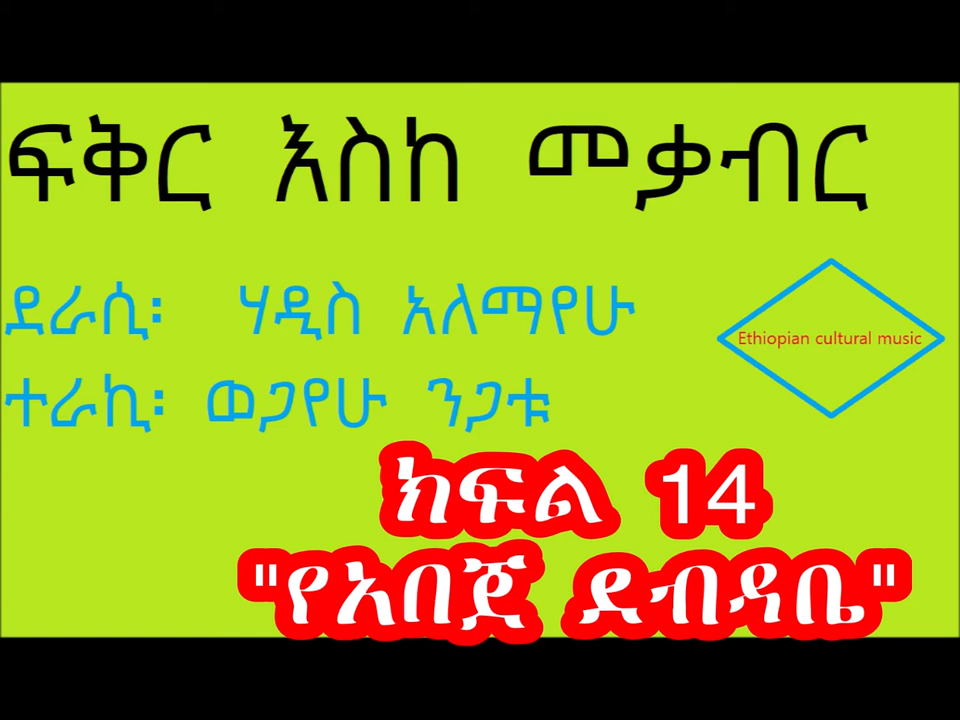 ፍቅር እስከ መቃብር
ደራሲ፡ ሃዲስ አለማየሁ
Ethiopian cultural music
ተራኪ፡ ወጋየሁ ንጋቱ
ክፍል 14
"የአበጀ ደብዳቤ"